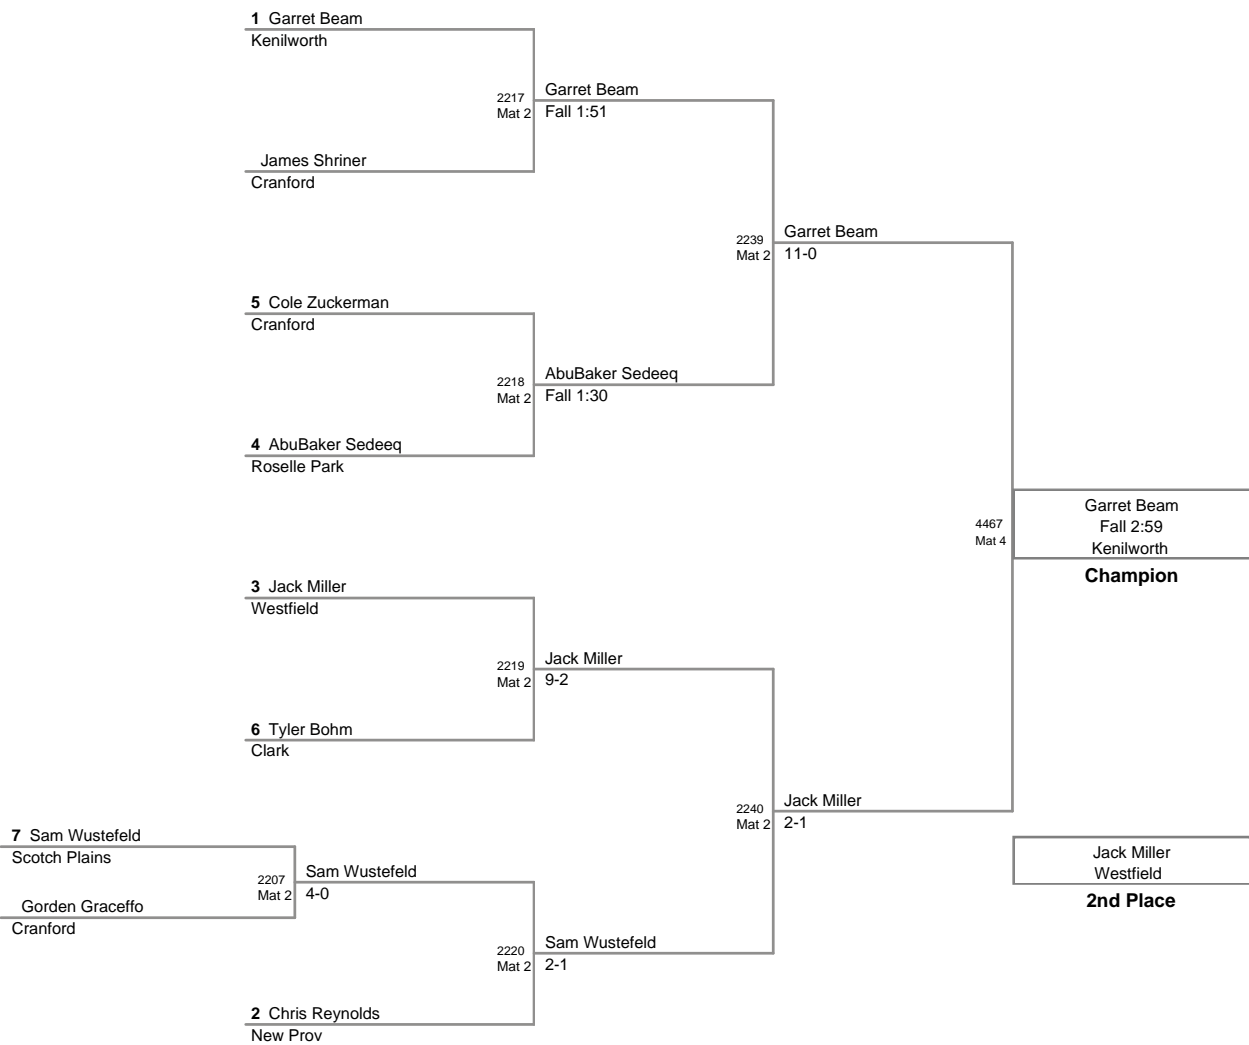 1 Garret Beam
Kenilworth
2217
Mat 2
Garret Beam
Fall 1:51
James Shriner
Cranford
2239
Mat 2
Garret Beam
11-0
5 Cole Zuckerman
Cranford
2218
Mat 2
AbuBaker Sedeeq
Fall 1:30
4 AbuBaker Sedeeq
Roselle Park
4467
Mat 4
Garret Beam
Fall 2:59
Kenilworth
Champion
3 Jack Miller
Westfield
2219
Mat 2
Jack Miller
9-2
6 Tyler Bohm
Clark
2240
Mat 2
Jack Miller
2-1
7 Sam Wustefeld
Scotch Plains
2207
Mat 2
Sam Wustefeld
4-0
Gorden Graceffo
Cranford
Jack Miller
Westfield
2nd Place
2220
Mat 2
Sam Wustefeld
2-1
2 Chris Reynolds
New Prov